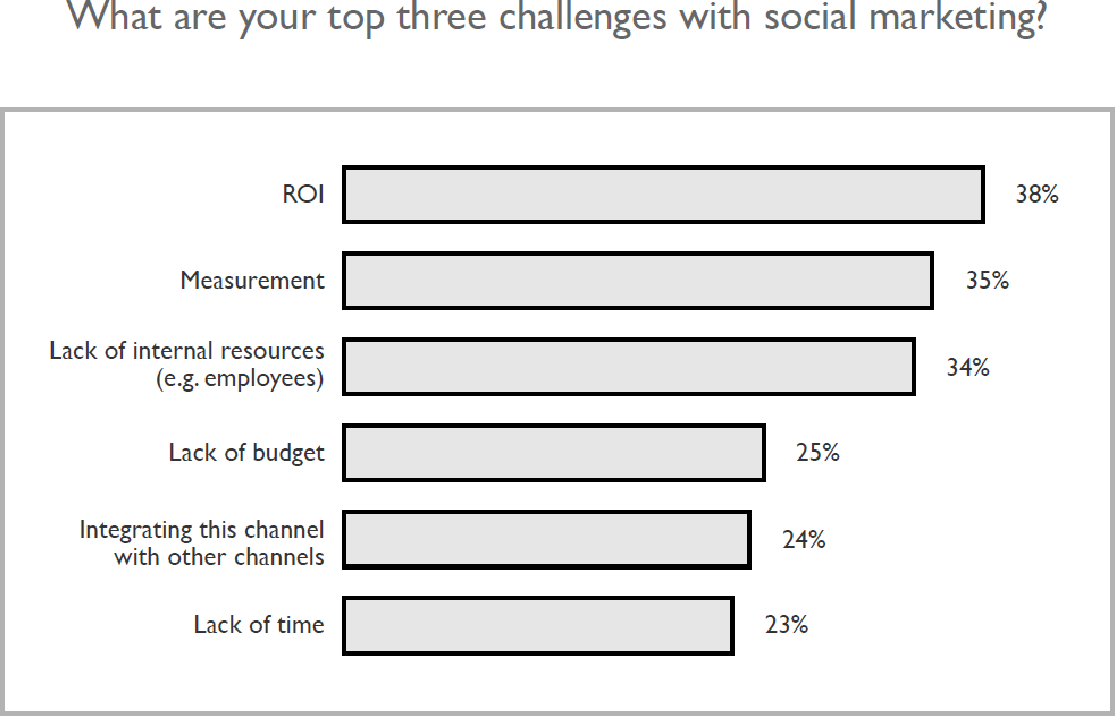 What are your top three challenges with social marketing?
ROI
38%
Measurement
35%
Lack of internal resources
(e.g. employees)
34%
Lack of budget
25%
Integrating this channel
with other channels
24%
Lack of time
23%